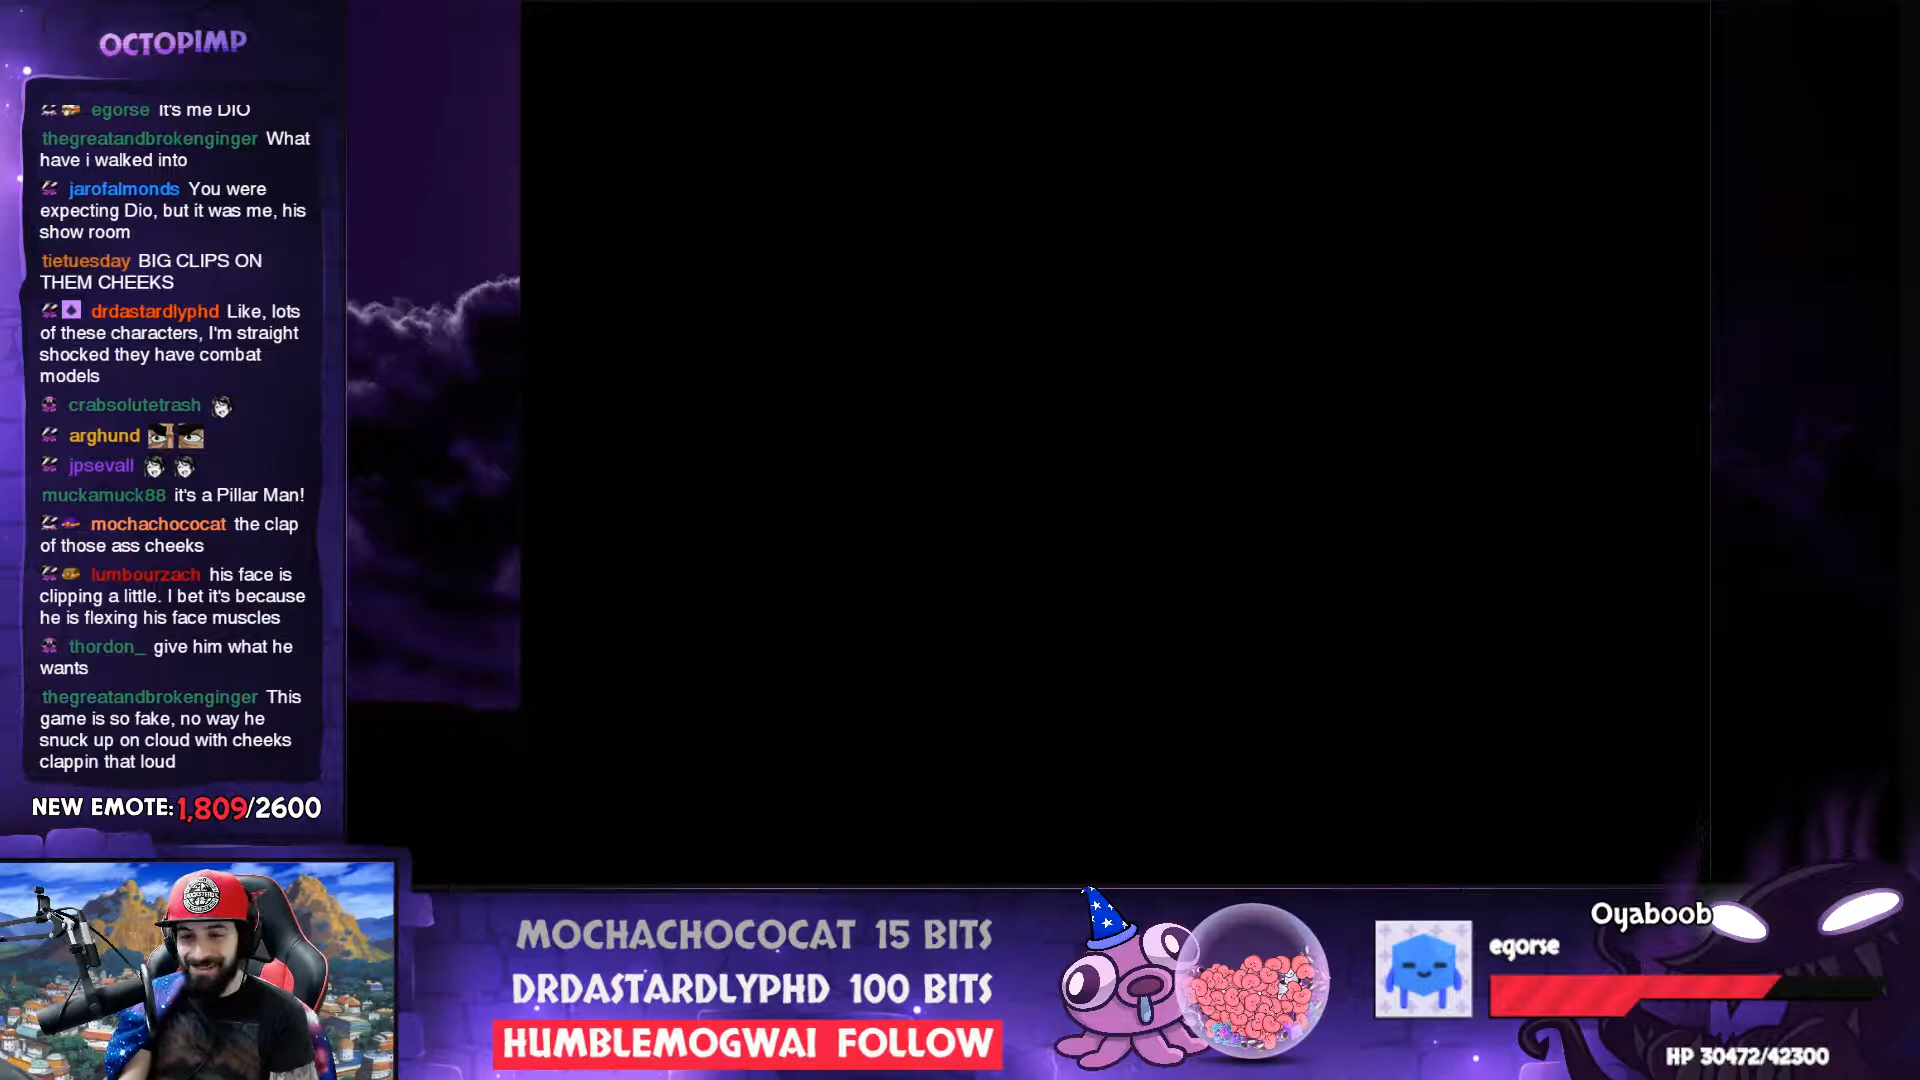 OCTOPIMP
egorse It's me DIO
thegreatandbrokenginger What
have i walked into
jarofalmonds You were
expecting Dio, but it was me, his
show room
tietuesday BIG CLIPS ON
THEM CHEEKS
drdastardlyphd Like, lots
of these characters, I'm straight
shocked they have combat
models
crabsolutetrash
arghund
jpsevall
muckamuck88 it's a Pillar Man!
mochachococat the clap
of those ass cheeks
lumbourzach his face is
clipping a little. I bet it's because
he is flexing his face muscles
thordon_ give him what he
wants
thegreatandbrokenginger This
game is so fake, no way he
snuck up on cloud with cheeks
clappin that loud
NEW EMOTE: 1,809/2600
MOCHACHOCOCAT 15 BITS
DRDASTARDLYPHD 100 BITS
HUMBLEMOGWAI FOLLOW
Oyaboob
egorse
HP 30472/42300